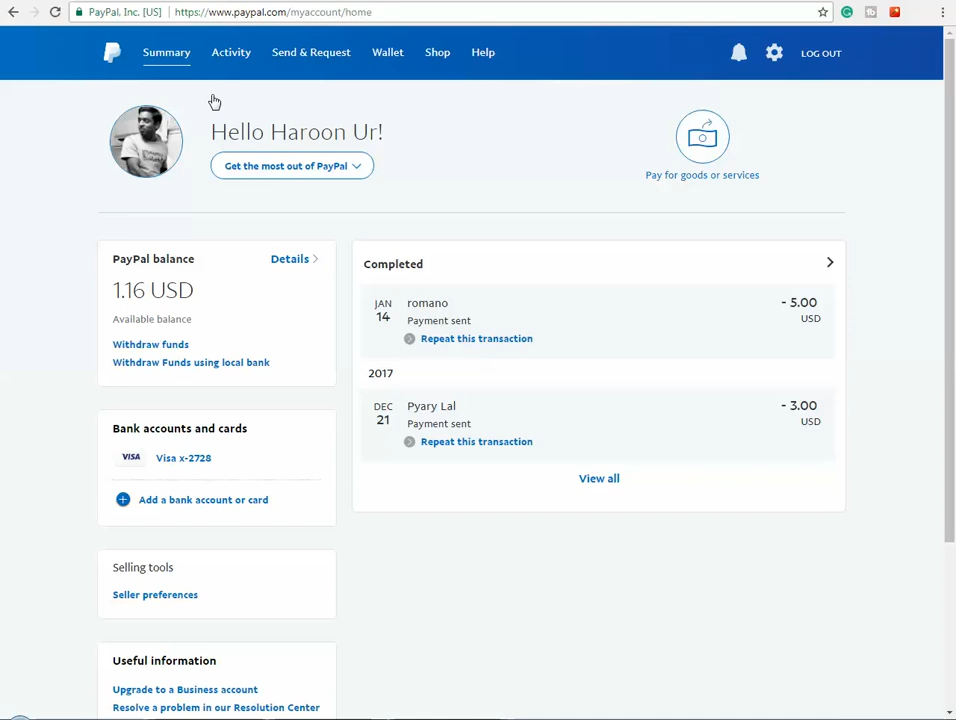 PayPal, Inc. [US] https://www.paypal.com/myaccount/home
Summary Activity Send & Request Wallet Shop Help LOG OUT
Hello Haroon Ur!
Get the most out of PayPal
Pay for goods or services
PayPal balance Details
1.16 USD
Available balance
Withdraw funds
Withdraw Funds using local bank
Bank accounts and cards
VISA Visa x-2728
Add a bank account or card
Selling tools
Seller preferences
Useful information
Upgrade to a Business account
Resolve a problem in our Resolution Center
Completed
JAN 14 romano - 5.00
Payment sent USD
Repeat this transaction
2017
DEC 21 Pyary Lal - 3.00
Payment sent USD
Repeat this transaction
View all